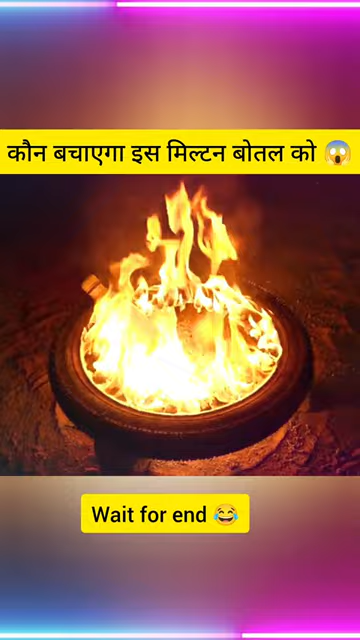 कौन बचाएगा इस मिल्टन बोतल को 😱
Wait for end 😂